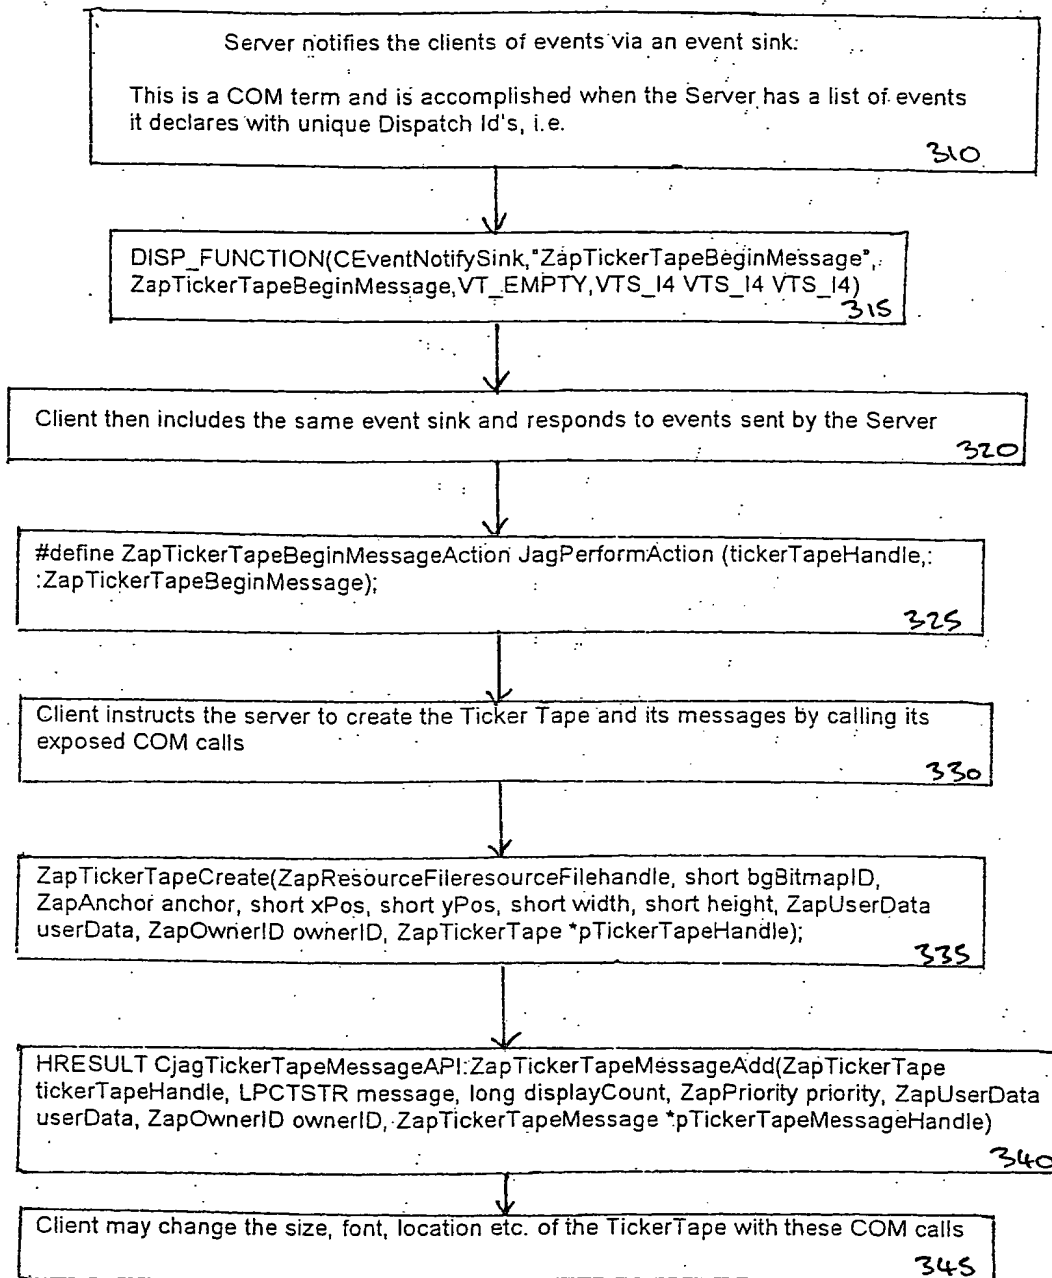 Server notifies the clients of events via an event sink:
This is a COM term and is accomplished when the Server has a list of events
it declares with unique Dispatch Id's, i.e.
310
DISP_FUNCTION(CEventNotifySink,"ZapTickerTapeBeginMessage",
ZapTickerTapeBeginMessage,VT_EMPTY,VTS_I4 VTS_I4 VTS_I4)
315
Client then includes the same event sink and responds to events sent by the Server
320
#define ZapTickerTapeBeginMessageAction JagPerformAction (tickerTapeHandle,:
:ZapTickerTapeBeginMessage);
325
Client instructs the server to create the Ticker Tape and its messages by calling its
exposed COM calls
330
ZapTickerTapeCreate(ZapResourceFileresourceFilehandle, short bgBitmapID,
ZapAnchor anchor, short xPos, short yPos, short width, short height, ZapUserData
userData, ZapOwnerID ownerID, ZapTickerTape *pTickerTapeHandle);
335
HRESULT CjagTickerTapeMessageAPI:ZapTickerTapeMessageAdd(ZapTickerTape
tickerTapeHandle, LPCTSTR message, long displayCount, ZapPriority priority, ZapUserData
userData, ZapOwnerID ownerID, ZapTickerTapeMessage *pTickerTapeMessageHandle)
340
Client may change the size, font, location etc. of the TickerTape with these COM calls
345